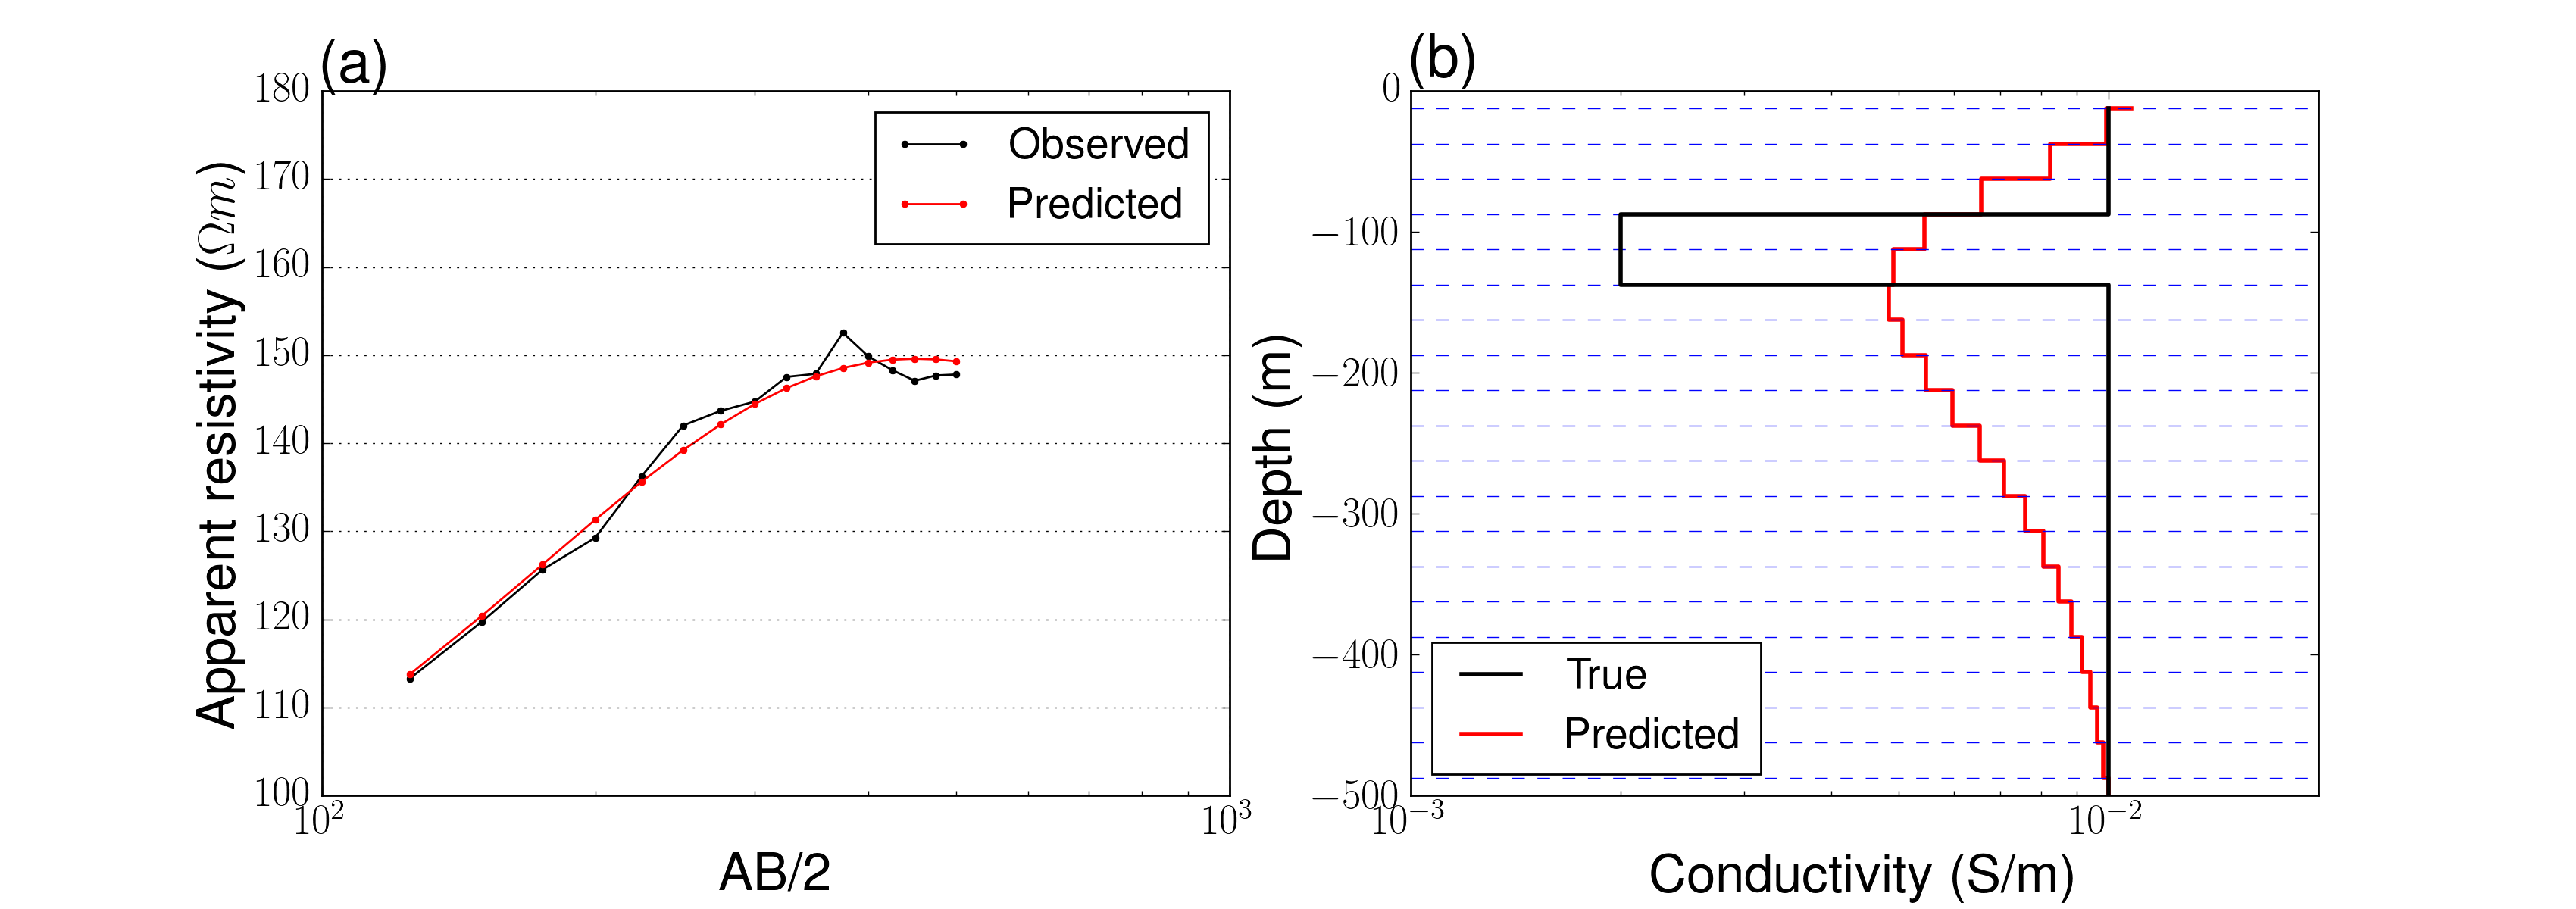 (a)
180
170
160
150
140
130
120
110
100
10²
10³
Apparent resistivity (Ωm)
AB/2
Observed
Predicted
(b)
0
−100
−200
−300
−400
−500
10⁻³
10⁻²
Depth (m)
Conductivity (S/m)
True
Predicted